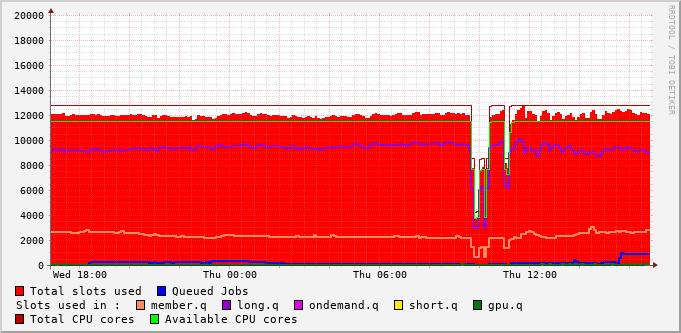 20000
18000
16000
14000
12000
10000
8000
6000
4000
2000
0
Wed 18:00 Thu 00:00 Thu 06:00 Thu 12:00
RRDTOOL / TOBI OETIKER
Total slots used Queued Jobs
Slots used in : member.q long.q ondemand.q short.q gpu.q
Total CPU cores Available CPU cores